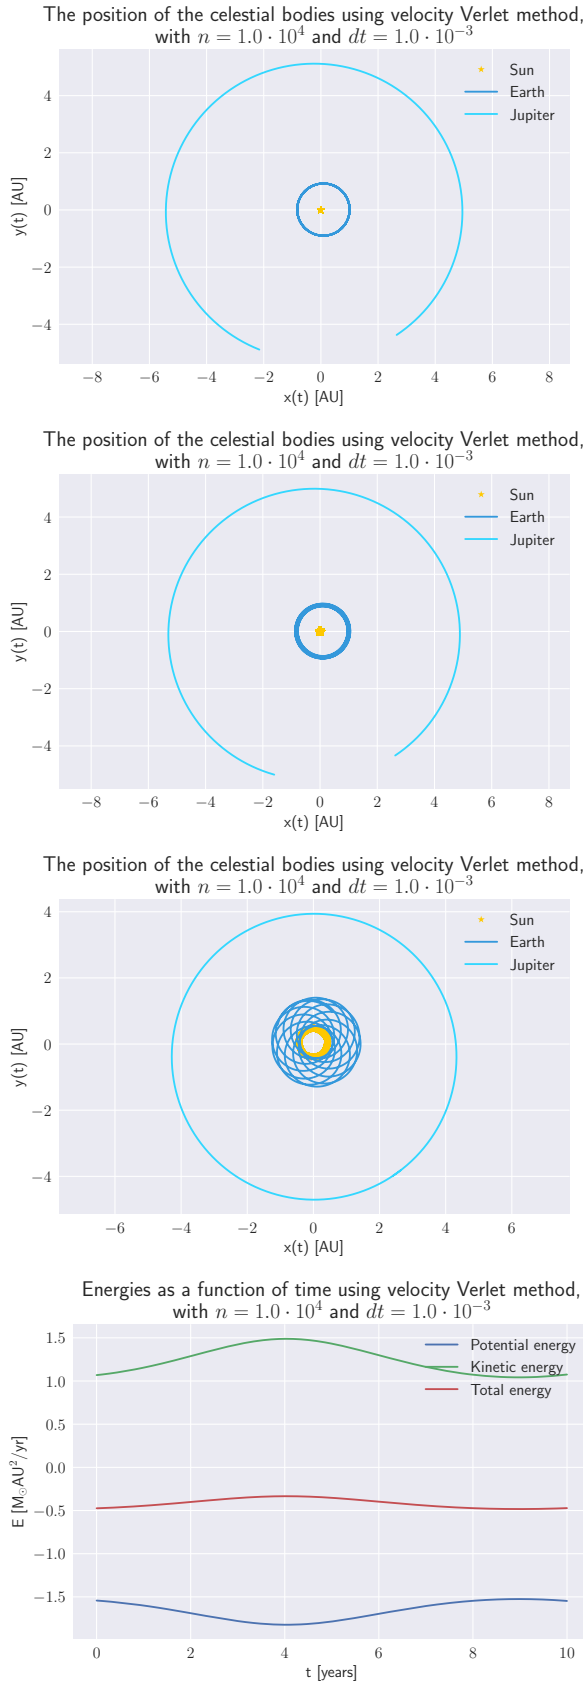 The position of the celestial bodies using velocity Verlet method,
with n = 1.0 · 10⁴ and dt = 1.0 · 10⁻³
Sun
Earth
Jupiter
4
2
0
−2
−4
y(t) [AU]
−8 −6 −4 −2 0 2 4 6 8
x(t) [AU]
The position of the celestial bodies using velocity Verlet method,
with n = 1.0 · 10⁴ and dt = 1.0 · 10⁻³
Sun
Earth
Jupiter
4
2
0
−2
−4
y(t) [AU]
−8 −6 −4 −2 0 2 4 6 8
x(t) [AU]
The position of the celestial bodies using velocity Verlet method,
with n = 1.0 · 10⁴ and dt = 1.0 · 10⁻³
Sun
Earth
Jupiter
4
2
0
−2
−4
y(t) [AU]
−6 −4 −2 0 2 4 6
x(t) [AU]
Energies as a function of time using velocity Verlet method,
with n = 1.0 · 10⁴ and dt = 1.0 · 10⁻³
Potential energy
Kinetic energy
Total energy
1.5
1.0
0.5
0.0
−0.5
−1.0
−1.5
E [M☉AU²/yr]
0 2 4 6 8 10
t [years]